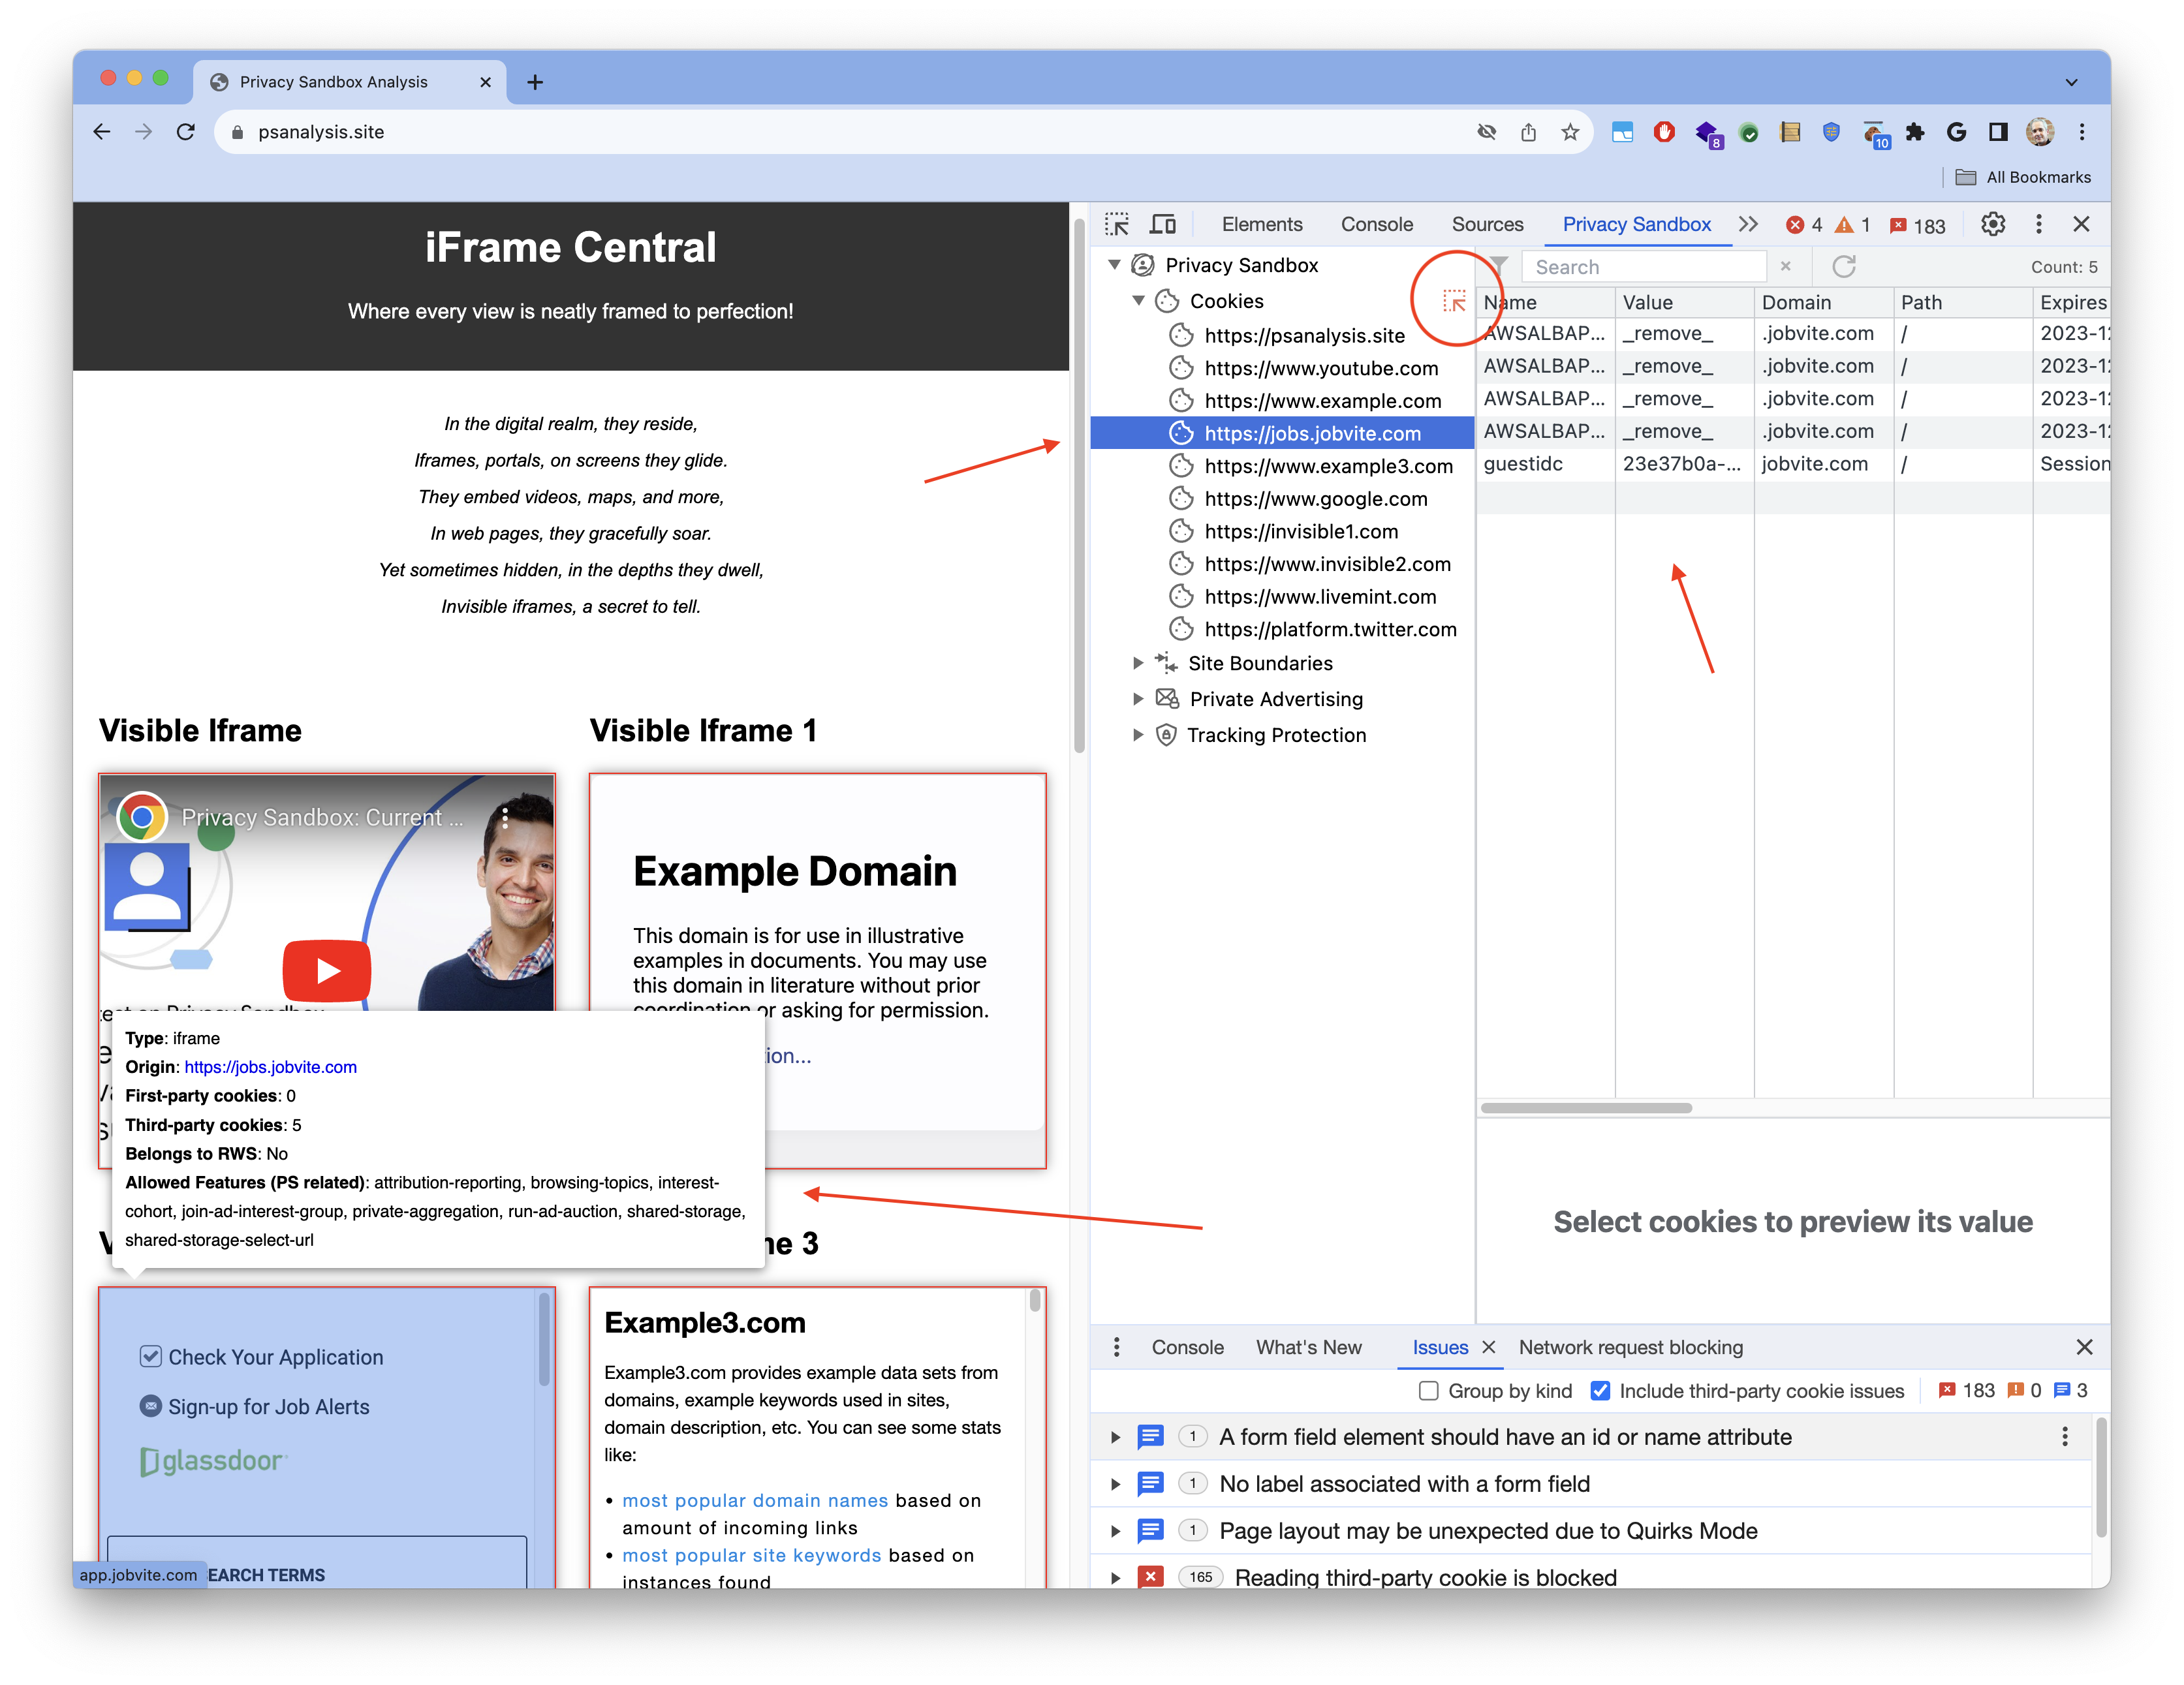 Privacy Sandbox Analysis
psanalysis.site
8
10
All Bookmarks
iFrame Central
Where every view is neatly framed to perfection!
In the digital realm, they reside,
Iframes, portals, on screens they glide.
They embed videos, maps, and more,
In web pages, they gracefully soar.
Yet sometimes hidden, in the depths they dwell,
Invisible iframes, a secret to tell.
Visible Iframe
Visible Iframe 1
Privacy Sandbox: Current ...
Example Domain
This domain is for use in illustrative
examples in documents. You may use
this domain in literature without prior
coordination or asking for permission.
ion...
Type: iframe
Origin: https://jobs.jobvite.com
First-party cookies: 0
Third-party cookies: 5
Belongs to RWS: No
Allowed Features (PS related): attribution-reporting, browsing-topics, interest-
cohort, join-ad-interest-group, private-aggregation, run-ad-auction, shared-storage,
shared-storage-select-url
V
me 3
Check Your Application
Sign-up for Job Alerts
glassdoor
EARCH TERMS
app.jobvite.com
Example3.com
Example3.com provides example data sets from
domains, example keywords used in sites,
domain description, etc. You can see some stats
like:
• most popular domain names based on
amount of incoming links
• most popular site keywords based on
instances found
Elements Console Sources Privacy Sandbox 4 1 183
Privacy Sandbox
Cookies
https://psanalysis.site
https://www.youtube.com
https://www.example.com
https://jobs.jobvite.com
https://www.example3.com
https://www.google.com
https://invisible1.com
https://www.invisible2.com
https://www.livemint.com
https://platform.twitter.com
Site Boundaries
Private Advertising
Tracking Protection
Search Count: 5
Name Value Domain Path Expires
AWSALBAP... _remove_ .jobvite.com / 2023-12
AWSALBAP... _remove_ .jobvite.com / 2023-12
AWSALBAP... _remove_ .jobvite.com / 2023-12
AWSALBAP... _remove_ .jobvite.com / 2023-12
guestidc 23e37b0a-... jobvite.com / Session
Select cookies to preview its value
Console What's New Issues Network request blocking
Group by kind Include third-party cookie issues 183 0 3
1 A form field element should have an id or name attribute
1 No label associated with a form field
1 Page layout may be unexpected due to Quirks Mode
165 Reading third-party cookie is blocked